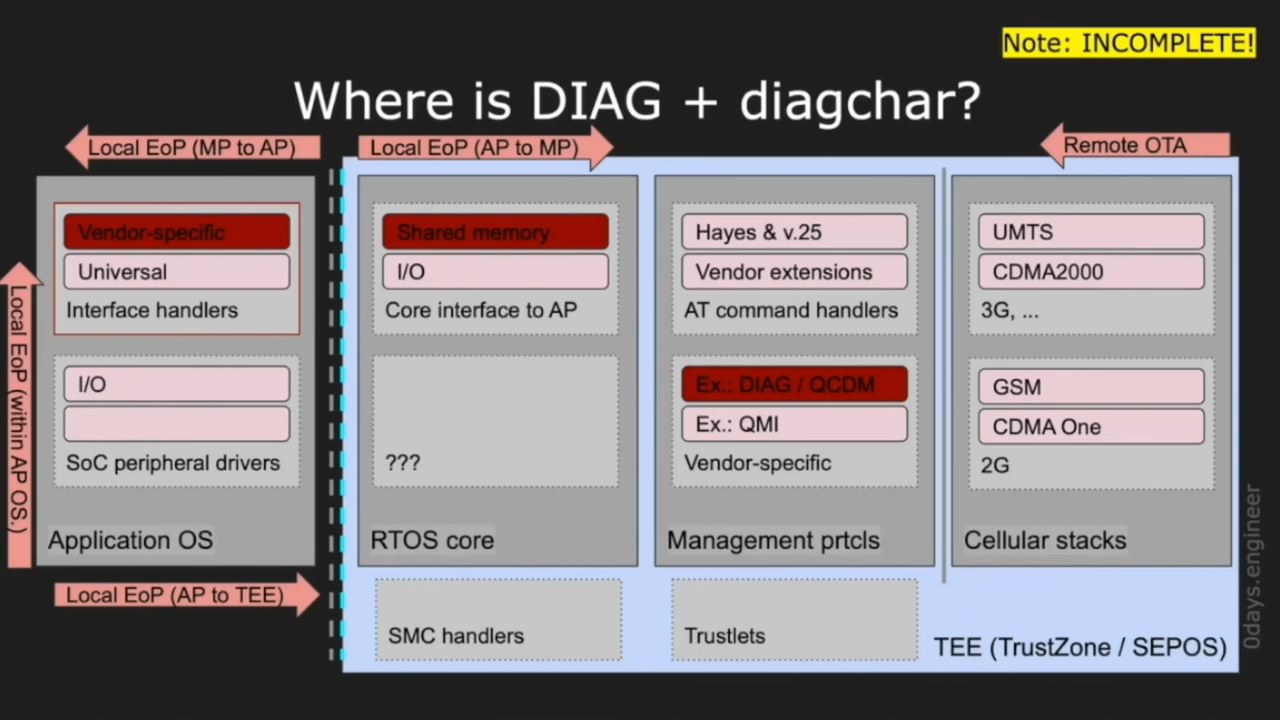 Note: INCOMPLETE!
Where is DIAG + diagchar?
Local EoP (MP to AP)
Local EoP (AP to MP)
Remote OTA
Local EoP (within AP OS.)
Vendor-specific
Universal
Interface handlers
I/O
SoC peripheral drivers
Application OS
Local EoP (AP to TEE)
Shared memory
I/O
Core interface to AP
???
RTOS core
Hayes & v.25
Vendor extensions
AT command handlers
Ex.: DIAG / QCDM
Ex.: QMI
Vendor-specific
Management prtcls
UMTS
CDMA2000
3G, ...
GSM
CDMA One
2G
Cellular stacks
SMC handlers
Trustlets
TEE (TrustZone / SEPOS)
0days.engineer